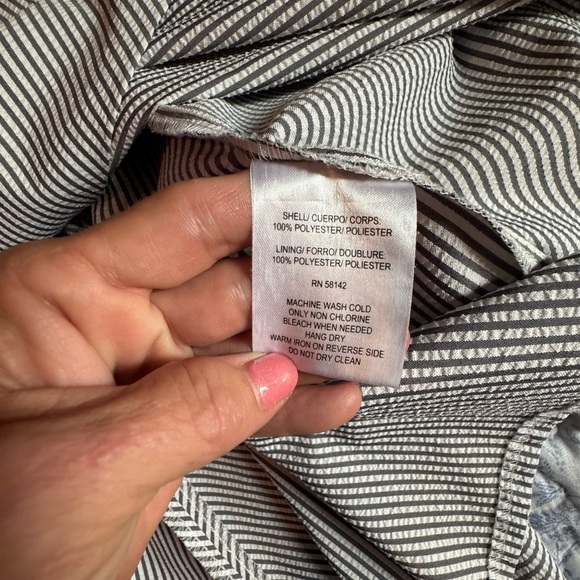 SHELL/ CUERPO/ CORPS:
100% POLYESTER/ POLIESTER
LINING/ FORRO/ DOUBLURE:
100% POLYESTER/ POLIESTER
RN 58142
MACHINE WASH COLD
ONLY NON CHLORINE
BLEACH WHEN NEEDED
HANG DRY
WARM IRON ON REVERSE SIDE
DO NOT DRY CLEAN